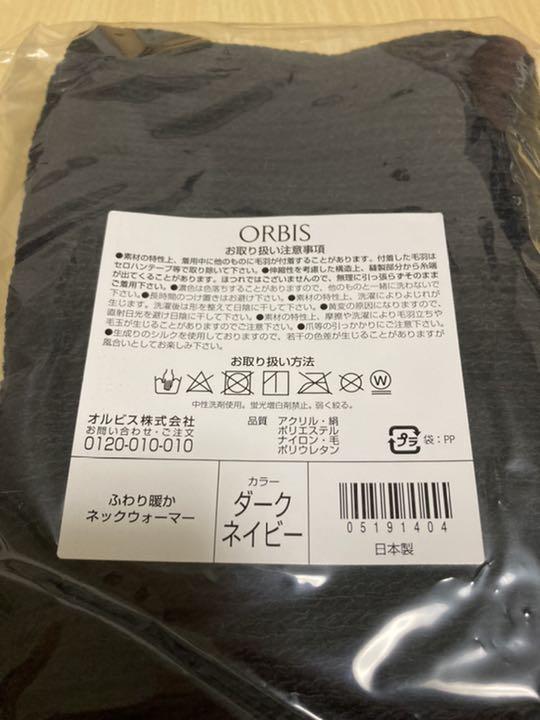 ORBIS
お取り扱い注意事項
●素材の特性上、着用中に他のものに毛羽が付着することがあります。付着した毛羽は
セロハンテープ等で取り除いて下さい。●伸縮性を考慮した構造上、縫製部分から糸端
が出てくることがあります。ほつれではございませんので、無理に引っ張らずそのまま
ご着用下さい。●濃色は色落ちすることがありますので、他のものと一緒に洗わないで
下さい。●長時間のつけ置きはお避け下さい。●素材の特性上、洗濯によりよじれが
生じます。洗濯後は形を整えて日陰に干して下さい。●黄変の原因になりますので、
直射日光を避け日陰に干して下さい。●素材の特性上、摩擦や洗濯により毛羽立ちや
毛玉が生じることがありますのでご注意下さい。●爪等の引っかかりにご注意下さい。
●生成りのシルクを使用しておりますので、若干の色差が生じることがありますが
風合いとしてお楽しみ下さい。
お取り扱い方法
中性洗剤使用。蛍光増白剤禁止。弱く絞る。
オルビス株式会社
お問い合わせ・ご注文
0120-010-010
品質 アクリル・絹
ポリエステル
ナイロン・毛
ポリウレタン
プラ 袋:PP
ふわり暖か
ネックウォーマー
カラー
ダーク
ネイビー
05191404
日本製